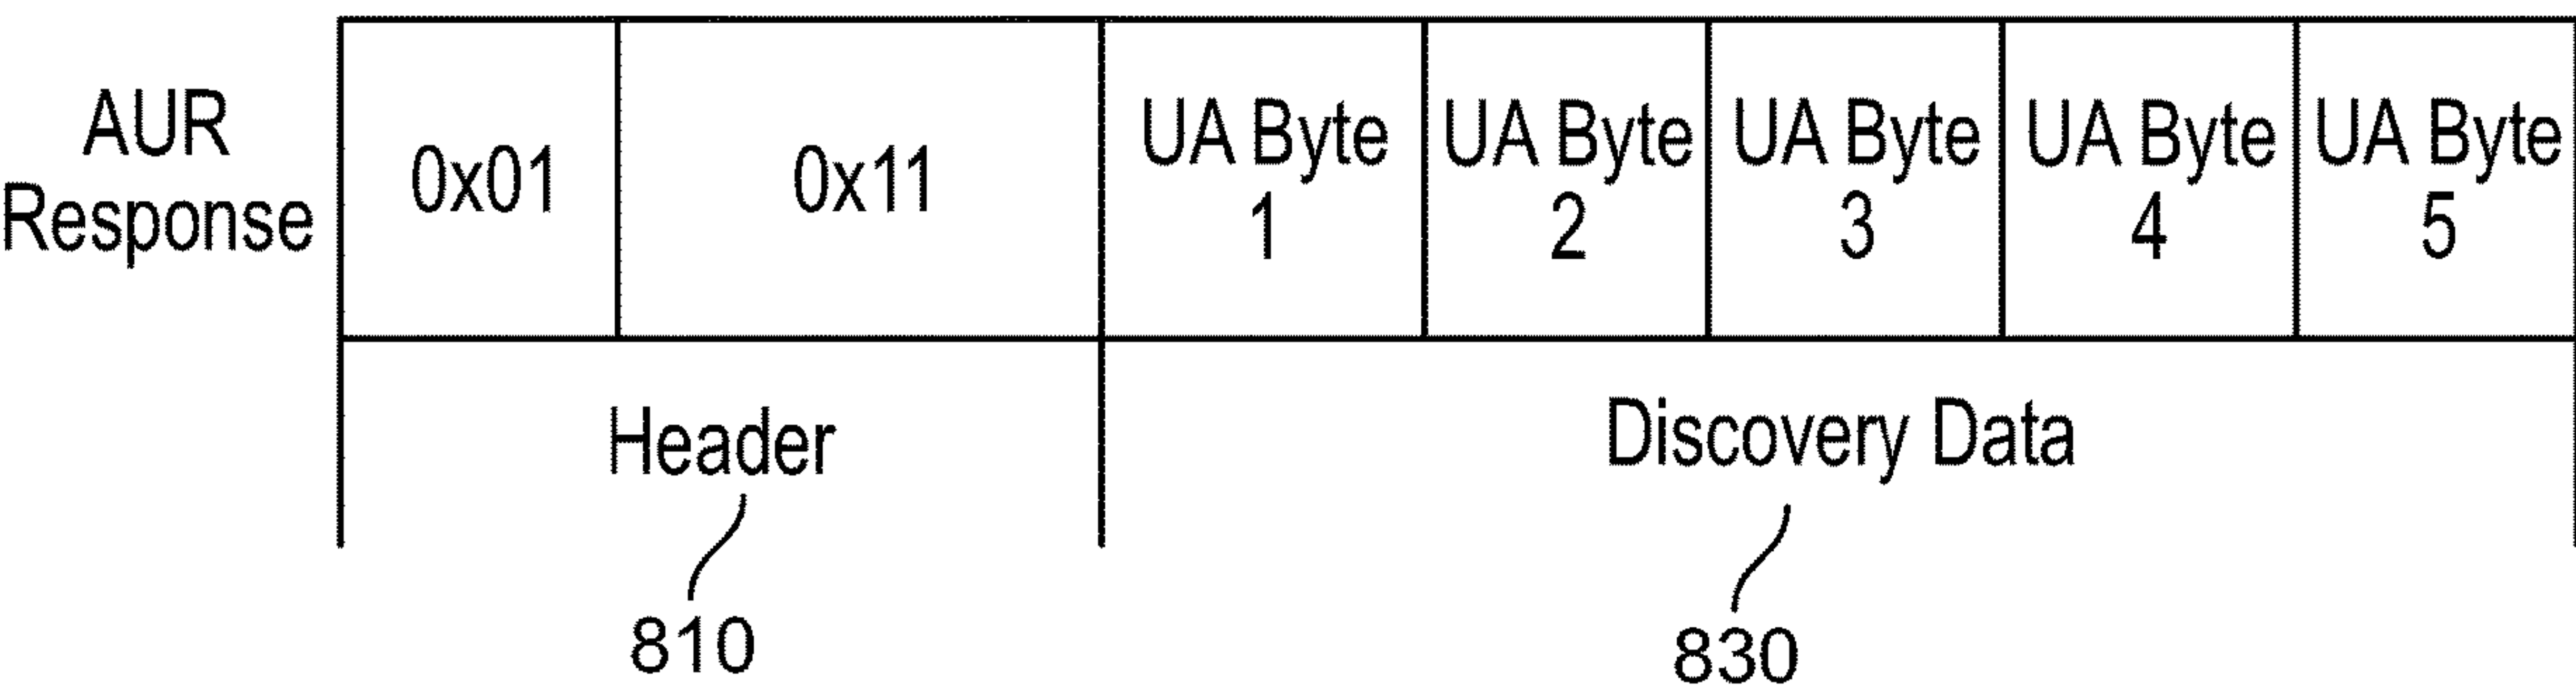 AUR
Response
0x01
0x11
UA Byte
1
UA Byte
2
UA Byte
3
UA Byte
4
UA Byte
5
Header
Discovery Data
810
830